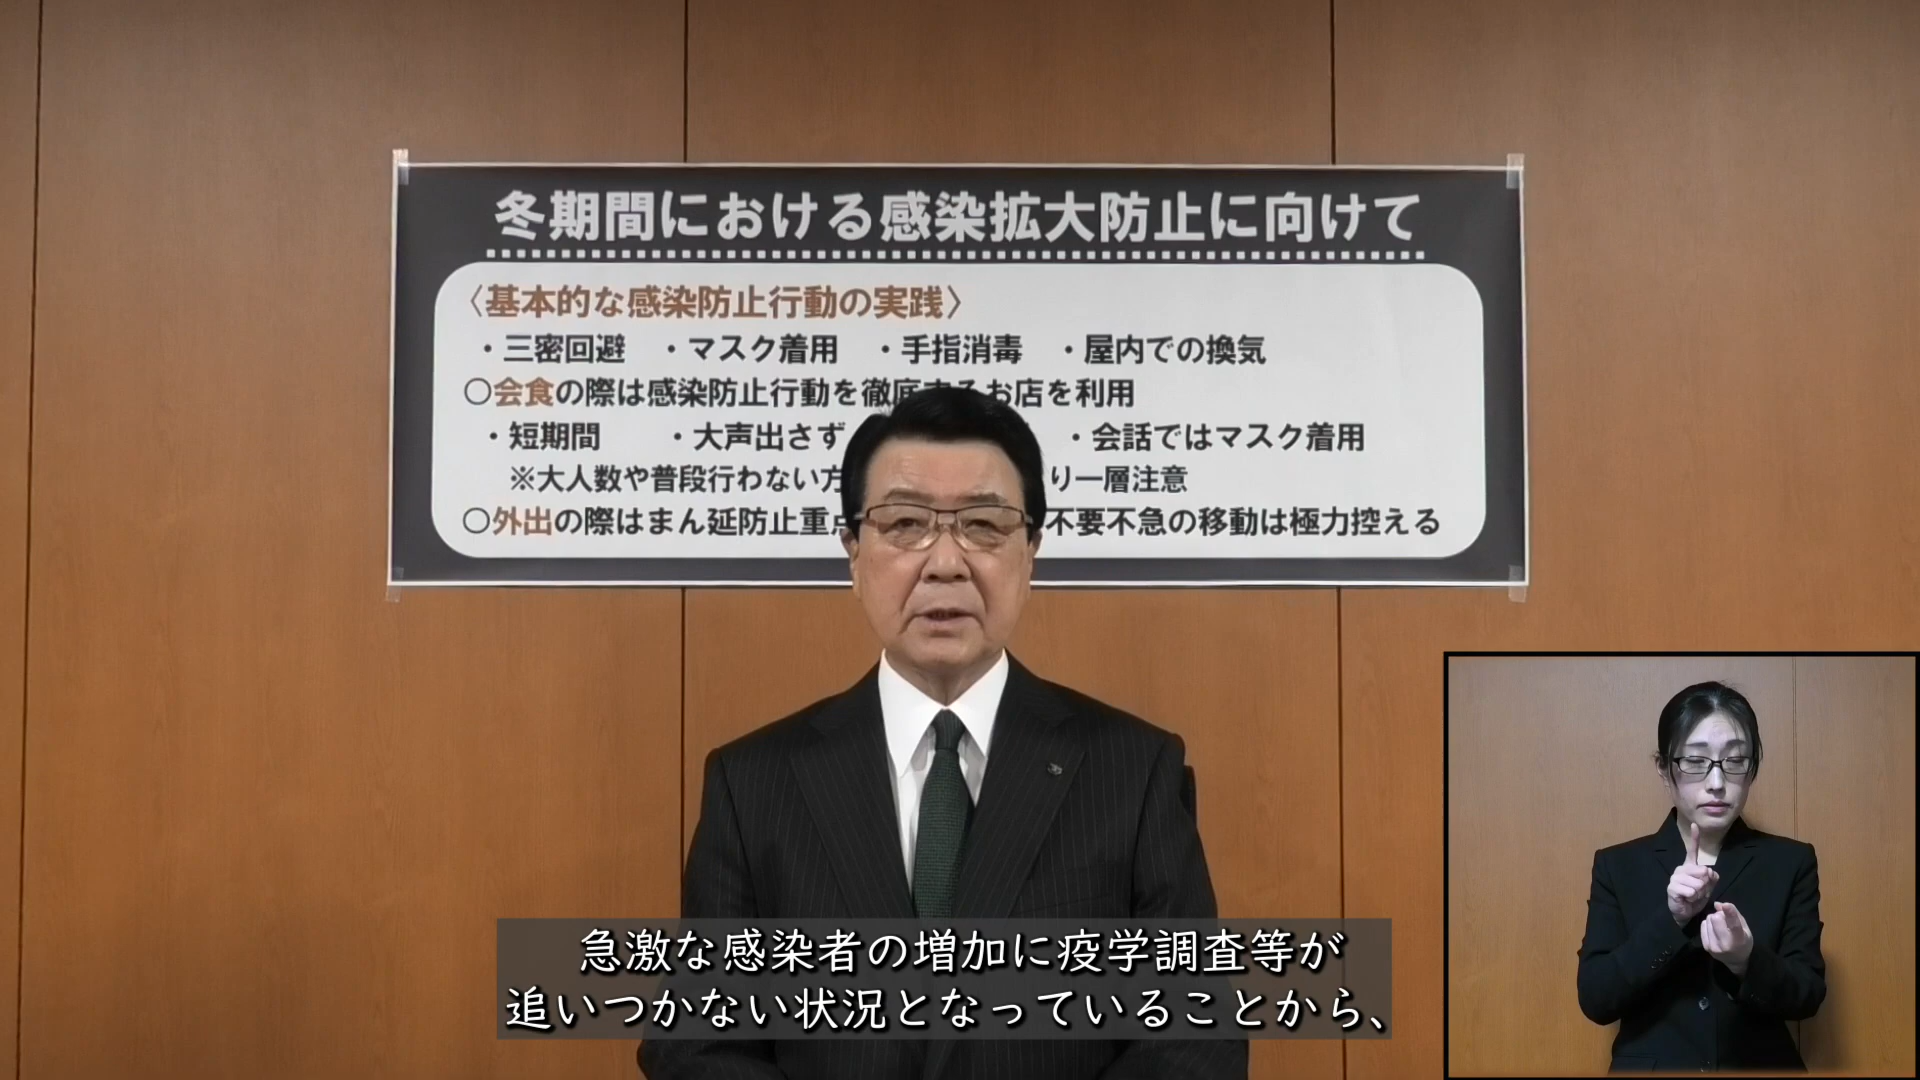 冬期間における感染拡大防止に向けて
〈基本的な感染防止行動の実践〉
・三密回避 ・マスク着用 ・手指消毒 ・屋内での換気
○会食の際は感染防止行動を徹底するお店を利用
・短期間 ・大声出さず ・会話ではマスク着用
※大人数や普段行わない方 り一層注意
○外出の際はまん延防止重点 不要不急の移動は極力控える
急激な感染者の増加に疫学調査等が
追いつかない状況となっていることから、